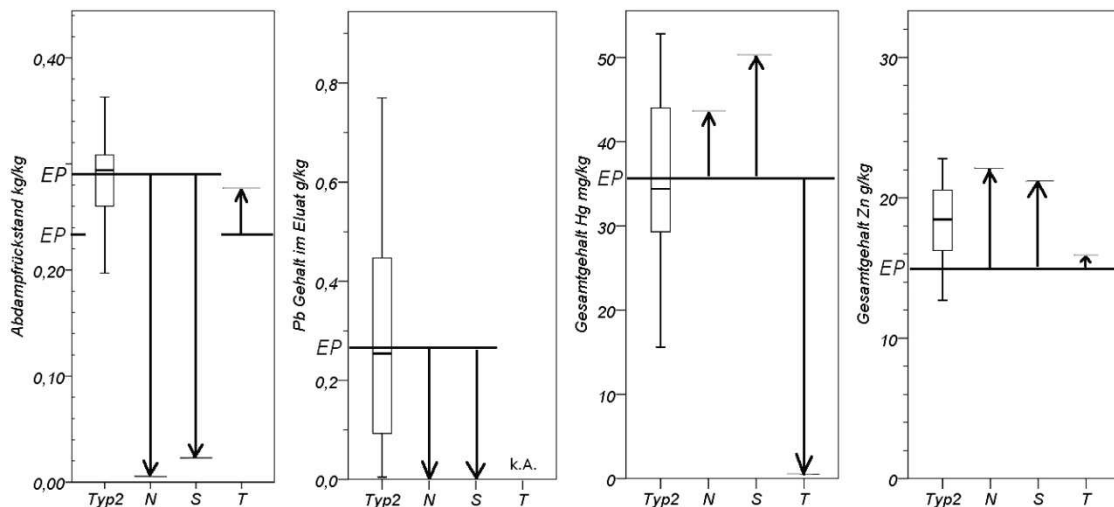 Abdampfrückstand kg/kg
0,40
EP
EP
0,20
0,10
0,00
Typ2 N S T
Pb Gehalt im Eluat g/kg
0,8
0,6
EP
0,2
0,0
k.A.
Typ2 N S T
Gesamtgehalt Hg mg/kg
50
40
EP
30
20
10
0
Typ2 N S T
Gesamtgehalt Zn g/kg
30
20
EP
10
0
Typ2 N S T